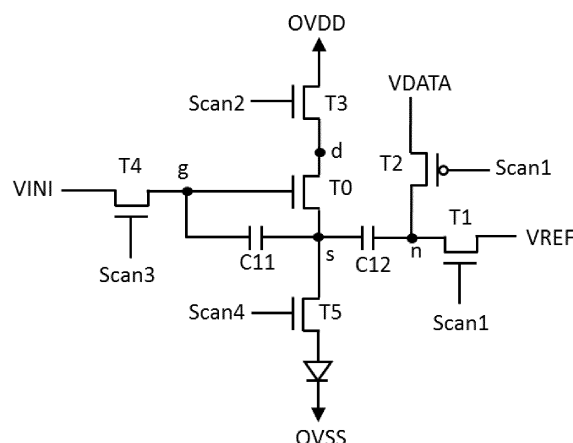 OVDD
VDATA
Scan2
T3
d
T4
g
T2
Scan1
VINI
T0
T1
VREF
C11
s
C12
n
Scan3
Scan4
T5
Scan1
OVSS